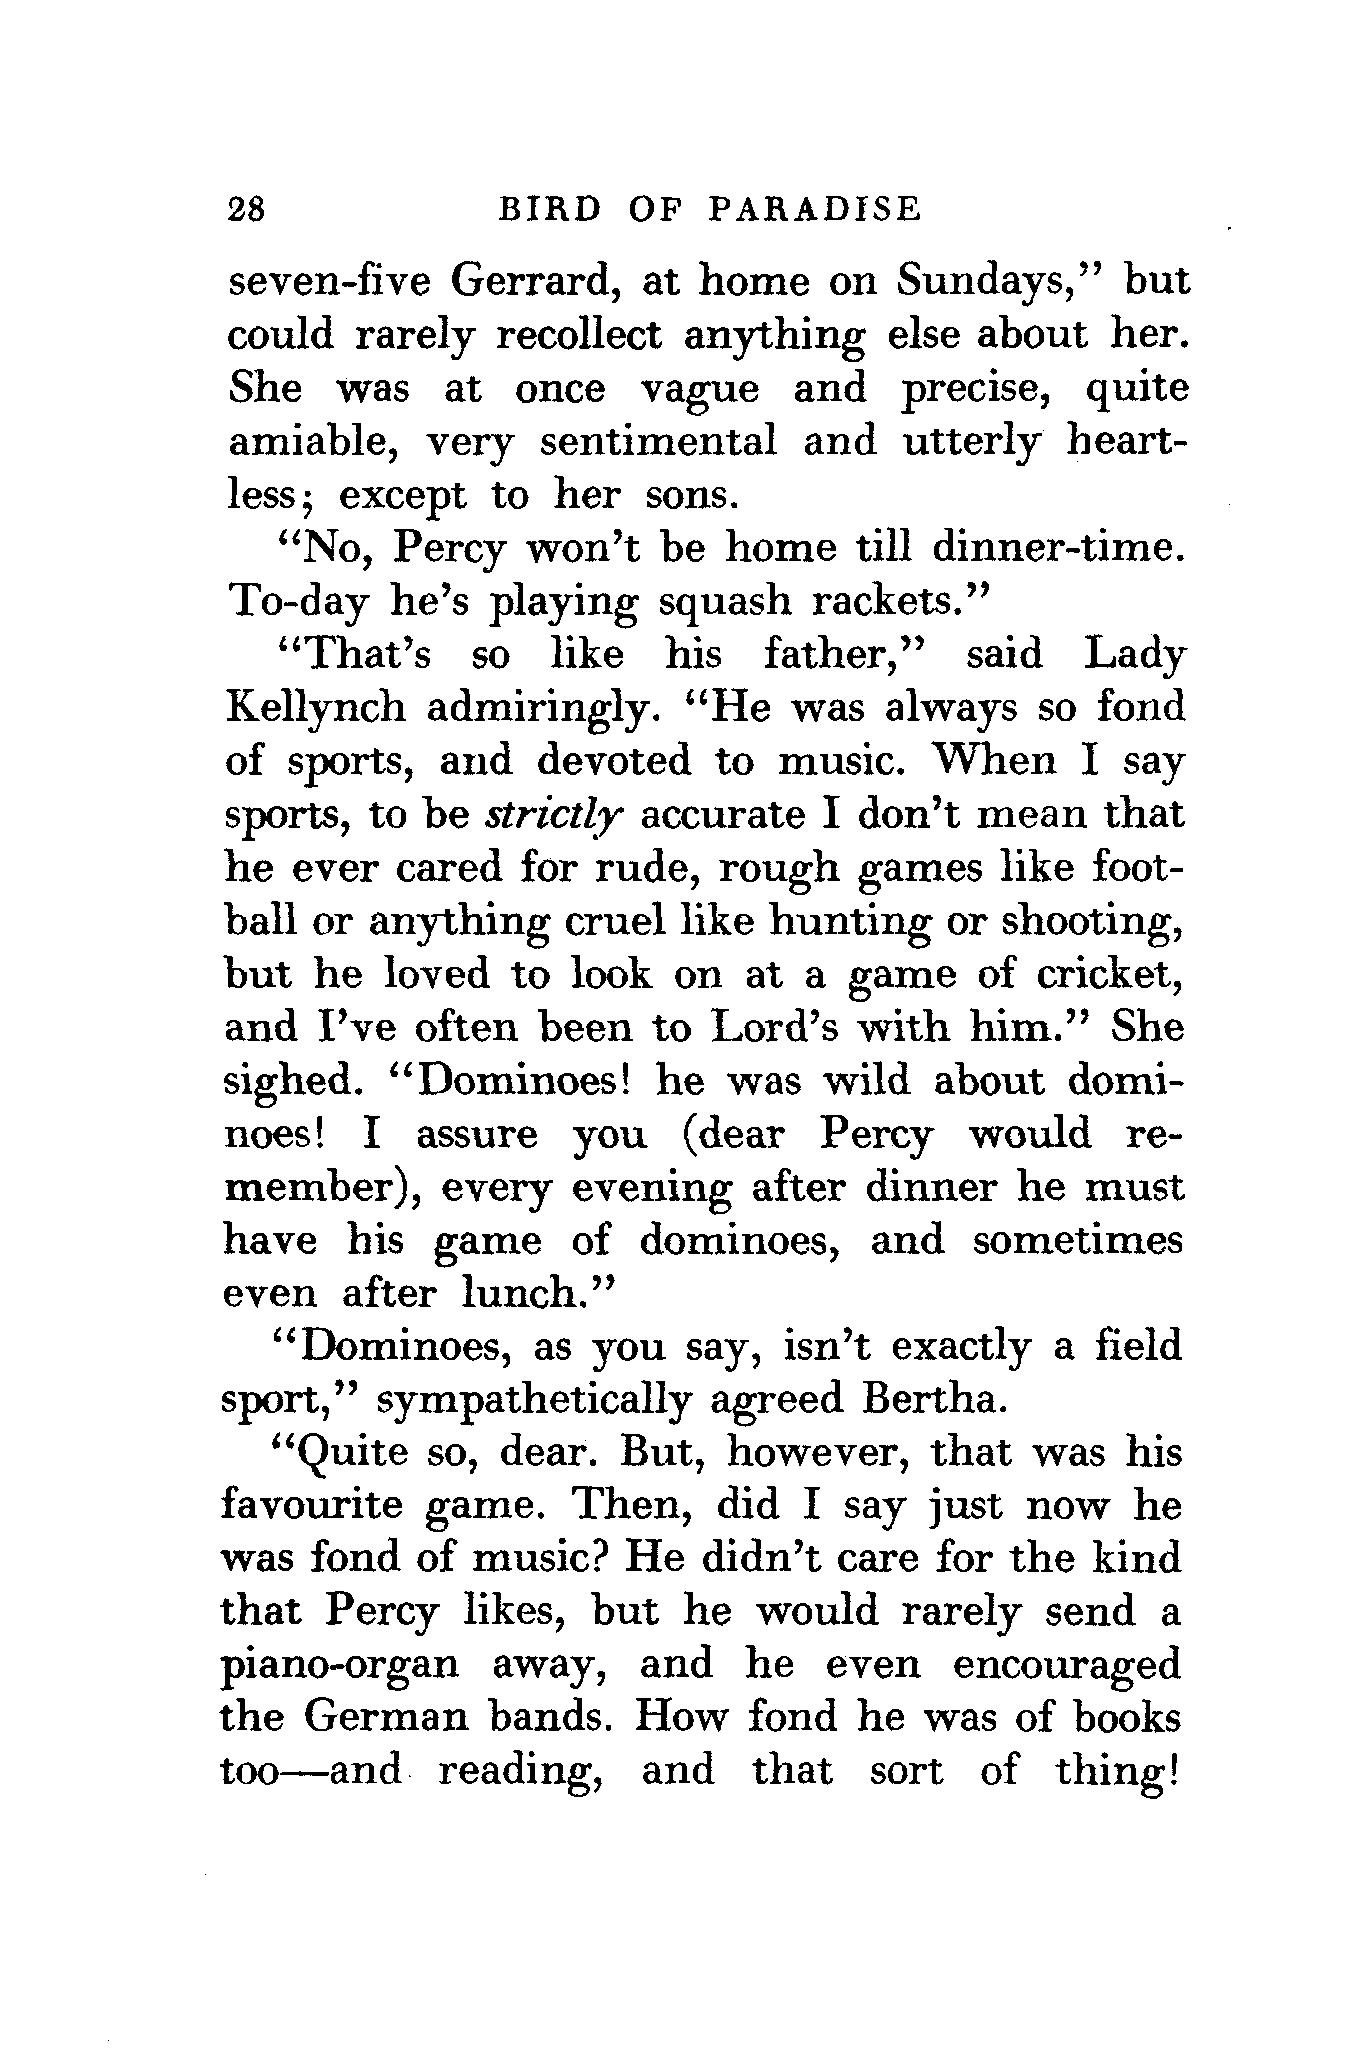 28 BIRD OF PARADISE
seven-five Gerrard, at home on Sundays," but
could rarely recollect anything else about her.
She was at once vague and precise, quite
amiable, very sentimental and utterly heart-
less; except to her sons.
"No, Percy won't be home till dinner-time.
To-day he's playing squash rackets."
"That's so like his father," said Lady
Kellynch admiringly. "He was always so fond
of sports, and devoted to music. When I say
sports, to be strictly accurate I don't mean that
he ever cared for rude, rough games like foot-
ball or anything cruel like hunting or shooting,
but he loved to look on at a game of cricket,
and I've often been to Lord's with him." She
sighed. "Dominoes! he was wild about domi-
noes! I assure you (dear Percy would re-
member), every evening after dinner he must
have his game of dominoes, and sometimes
even after lunch."
"Dominoes, as you say, isn't exactly a field
sport," sympathetically agreed Bertha.
"Quite so, dear. But, however, that was his
favourite game. Then, did I say just now he
was fond of music? He didn't care for the kind
that Percy likes, but he would rarely send a
piano-organ away, and he even encouraged
the German bands. How fond he was of books
too—and reading, and that sort of thing!